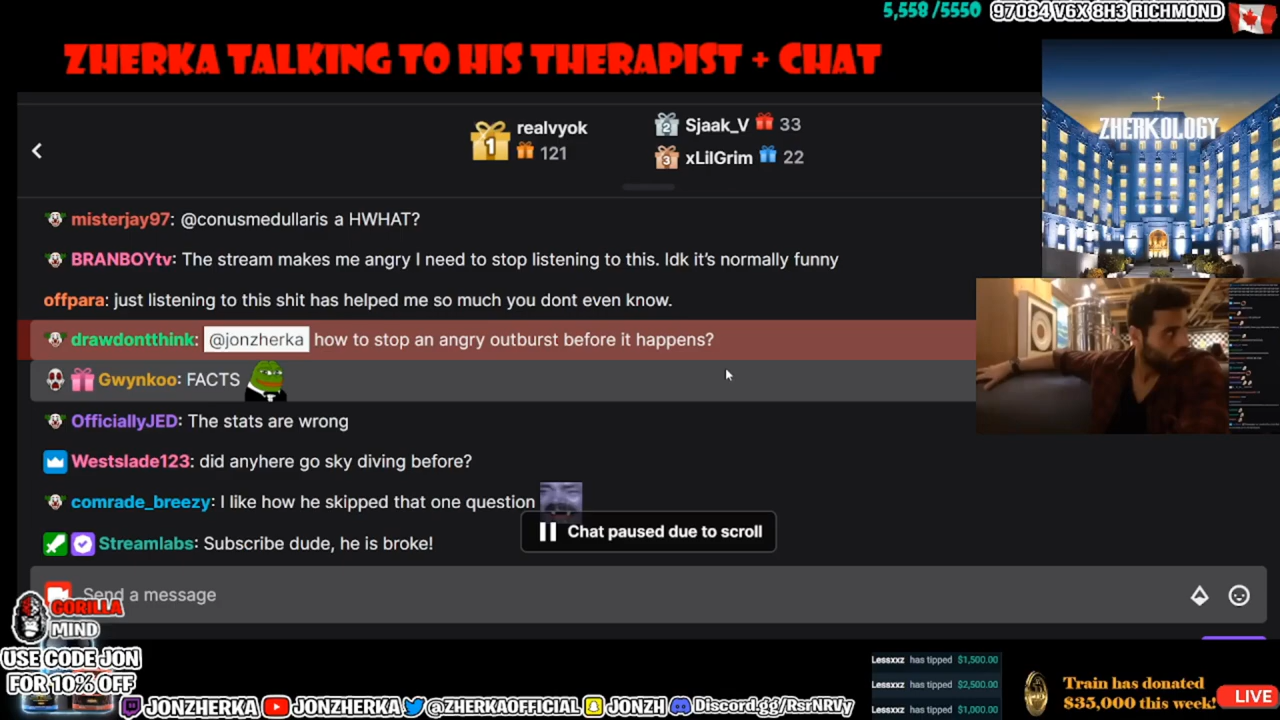 5,558 /5550
97084 V6X 8H3 RICHMOND
ZHERKA TALKING TO HIS THERAPIST + CHAT
ZHERKOLOGY
1 realvyok
121
2 Sjaak_V 33
3 xLilGrim 22
misterjay97: @conusmedullaris a HWHAT?
BRANBOYtv: The stream makes me angry I need to stop listening to this. Idk it's normally funny
offpara: just listening to this shit has helped me so much you dont even know.
drawdontthink: @jonzherka how to stop an angry outburst before it happens?
Gwynkoo: FACTS
OfficiallyJED: The stats are wrong
Westslade123: did anyhere go sky diving before?
comrade_breezy: I like how he skipped that one question
Chat paused due to scroll
Streamlabs: Subscribe dude, he is broke!
Send a message
GORILLA
MIND
USE CODE JON
FOR 10% OFF
JONZHERKA JONZHERKA @ZHERKAOFFICIAL JONZH Discord.gg/RsrNRVy
Lessxxz has tipped $1,500.00
Lessxxz has tipped $2,500.00
Lessxxz has tipped $1,000.00
Train has donated
$35,000 this week!
LIVE